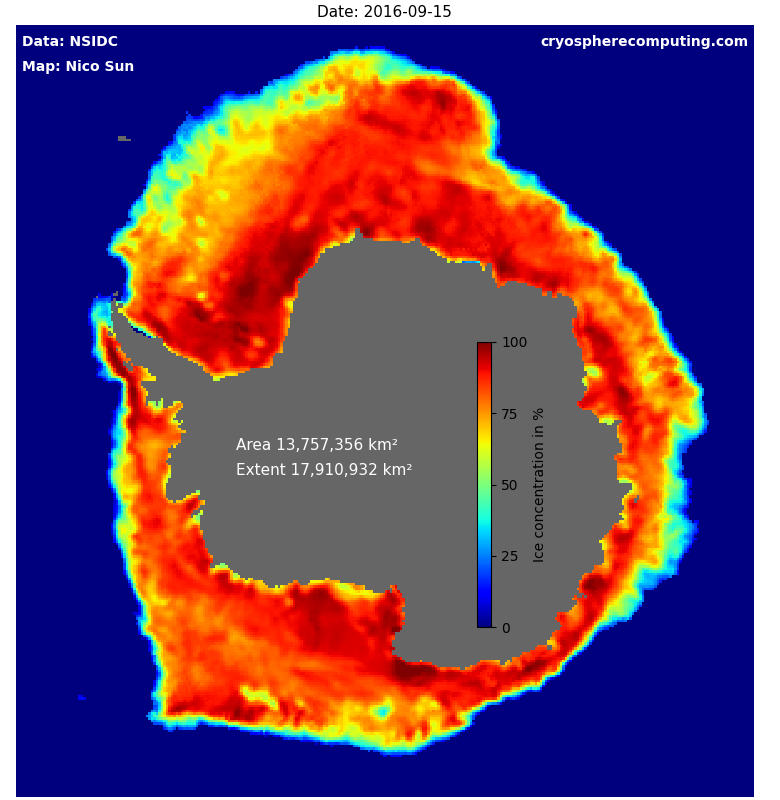 Date: 2016-09-15
Data: NSIDC
cryospherecomputing.com
Map: Nico Sun
Area 13,757,356 km²
Extent 17,910,932 km²
100
75
50
25
0
Ice concentration in %